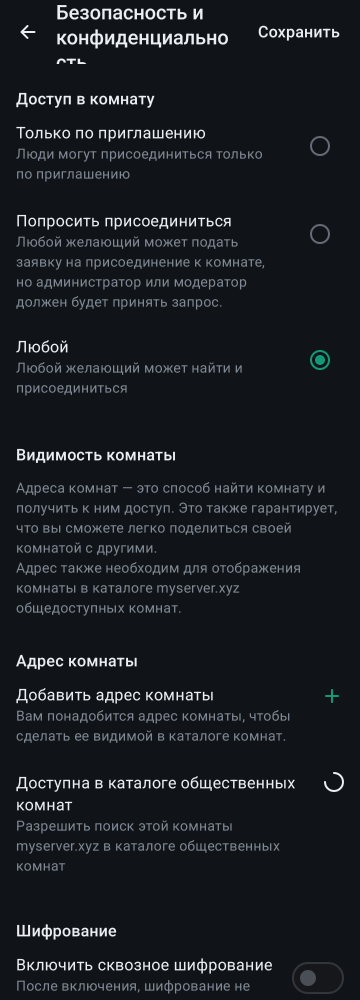 Безопасность и
конфиденциально
сть
Сохранить
Доступ в комнату
Только по приглашению
Люди могут присоединиться только
по приглашению
Попросить присоединиться
Любой желающий может подать
заявку на присоединение к комнате,
но администратор или модератор
должен будет принять запрос.
Любой
Любой желающий может найти и
присоединиться
Видимость комнаты
Адреса комнат — это способ найти комнату и
получить к ним доступ. Это также гарантирует,
что вы сможете легко поделиться своей
комнатой с другими.
Адрес также необходим для отображения
комнаты в каталоге myserver.xyz
общедоступных комнат.
Адрес комнаты
Добавить адрес комнаты
Вам понадобится адрес комнаты, чтобы
сделать ее видимой в каталоге комнат.
Доступна в каталоге общественных
комнат
Разрешить поиск этой комнаты
myserver.xyz в каталоге общественных
комнат
Шифрование
Включить сквозное шифрование
После включения, шифрование не